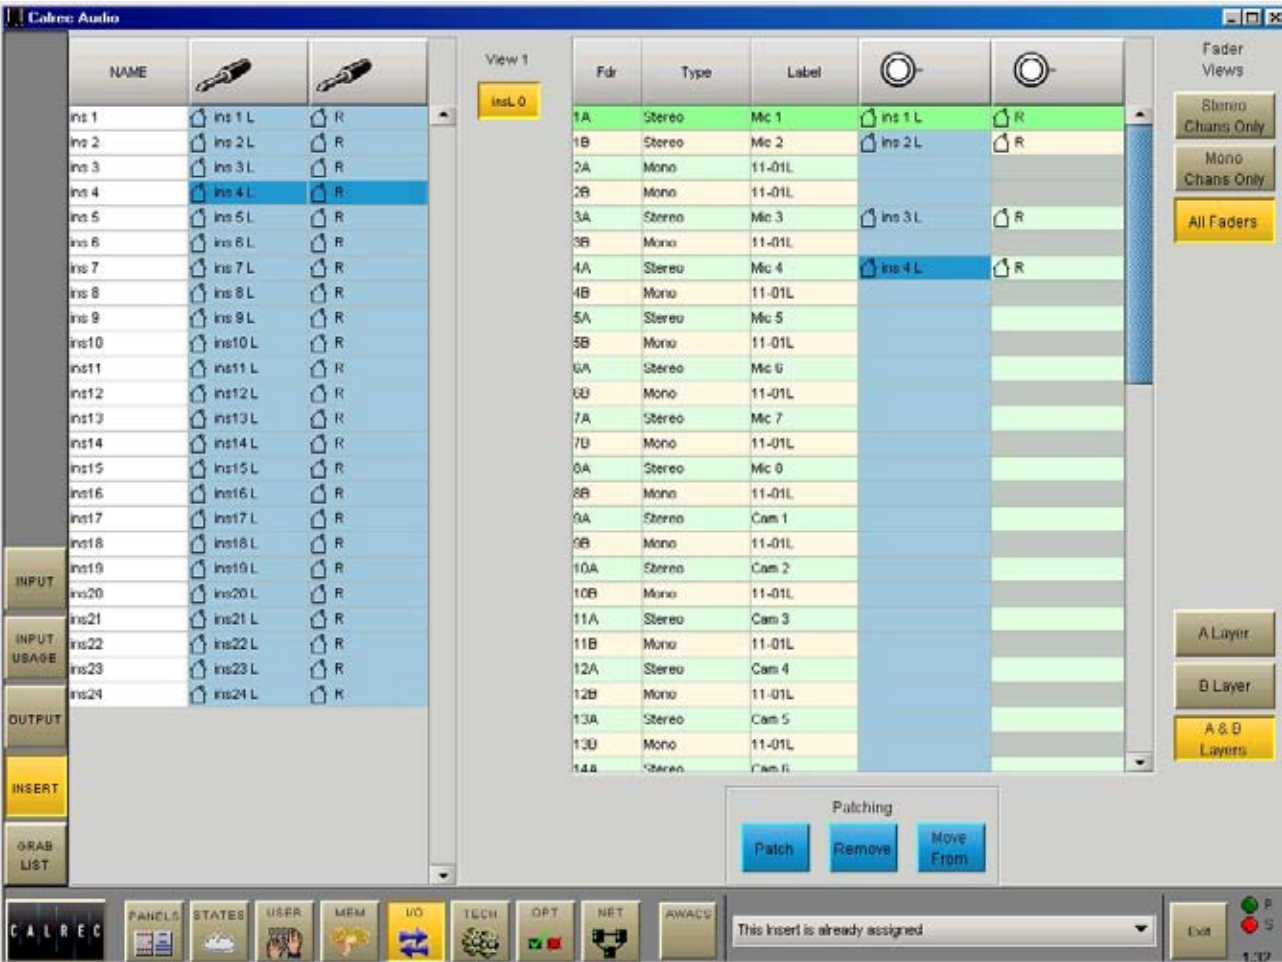 Calrec Audio
NAME
ins 1 ins 1 L R
ins 2 ins 2 L R
ins 3 ins 3 L R
ins 4 ins 4 L R
ins 5 ins 5 L R
ins 6 ins 6 L R
ins 7 ins 7 L R
ins 8 ins 8 L R
ins 9 ins 9 L R
ins10 ins10 L R
ins11 ins11 L R
ins12 ins12 L R
ins13 ins13 L R
ins14 ins14 L R
ins15 ins15 L R
ins16 ins16 L R
ins17 ins17 L R
ins18 ins18 L R
ins19 ins19 L R
ins20 ins20 L R
ins21 ins21 L R
ins22 ins22 L R
ins23 ins23 L R
ins24 ins24 L R
View 1
insL 0
Fdr Type Label
1A Stereo Mic 1 ins 1 L R
1B Stereo Mic 2 ins 2 L R
2A Mono 11-01L
2B Mono 11-01L
3A Stereo Mic 3 ins 3 L R
3B Mono 11-01L
4A Stereo Mic 4 ins 4 L R
4B Mono 11-01L
5A Stereo Mic 5
5B Mono 11-01L
6A Stereo Mic 6
6B Mono 11-01L
7A Stereo Mic 7
7B Mono 11-01L
8A Stereo Mic 8
8B Mono 11-01L
9A Stereo Cam 1
9B Mono 11-01L
10A Stereo Cam 2
10B Mono 11-01L
11A Stereo Cam 3
11B Mono 11-01L
12A Stereo Cam 4
12B Mono 11-01L
13A Stereo Cam 5
13B Mono 11-01L
14A Stereo Cam 6
Fader
Views
Stereo
Chans Only
Mono
Chans Only
All Faders
A Layer
B Layer
A & B
Layers
INPUT
INPUT
USAGE
OUTPUT
INSERT
GRAB
LIST
Patching
Patch
Remove
Move
From
CALREC
PANELS
STATES
USER
MEM
I/O
TECH
OPT
NET
AWACS
This Insert is already assigned
Exit
P
S
1:32